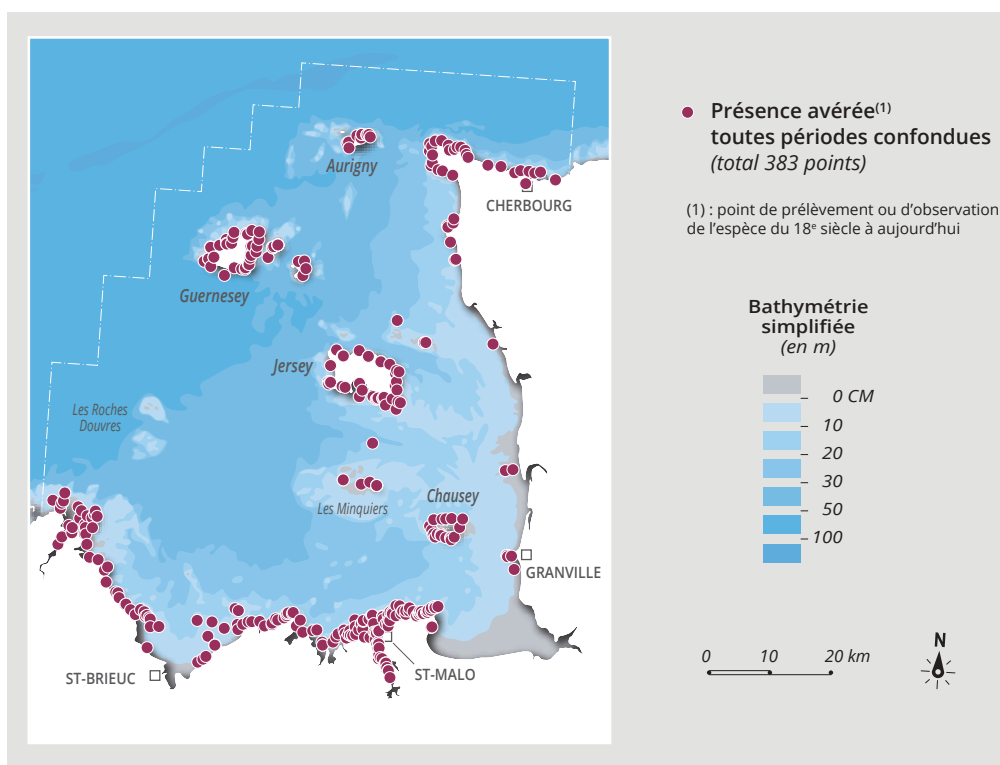 Aurigny
CHERBOURG
Guernesey
Jersey
Les Roches
Douvres
Les Minquiers
Chausey
GRANVILLE
ST-BRIEUC
ST-MALO
Présence avérée(1)
toutes périodes confondues
(total 383 points)
(1) : point de prélèvement ou d'observation
de l'espèce du 18e siècle à aujourd'hui
Bathymétrie
simplifiée
(en m)
0 CM
10
20
30
50
100
0 10 20 km
N